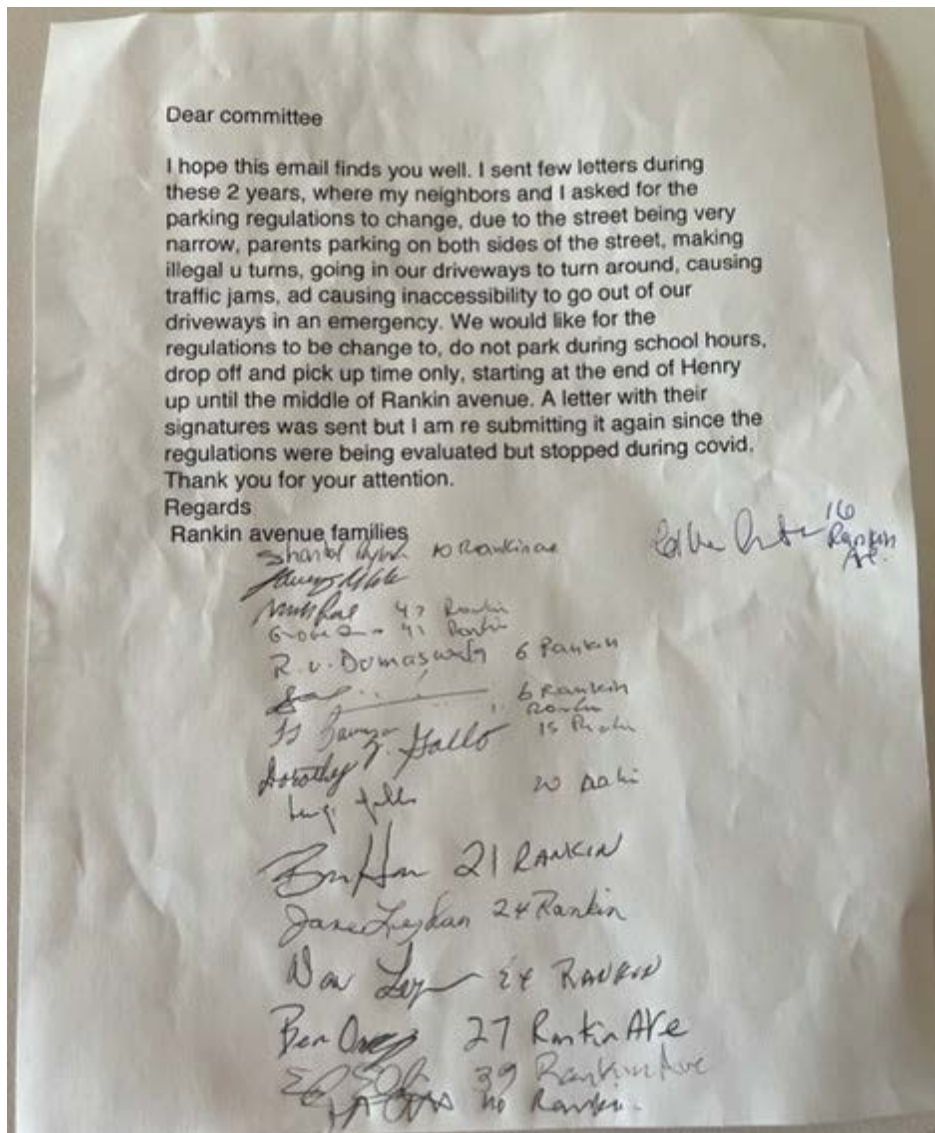 Dear committee
I hope this email finds you well. I sent few letters during
these 2 years, where my neighbors and I asked for the
parking regulations to change, due to the street being very
narrow, parents parking on both sides of the street, making
illegal u turns, going in our driveways to turn around, causing
traffic jams, ad causing inaccessibility to go out of our
driveways in an emergency. We would like for the
regulations to be change to, do not park during school hours,
drop off and pick up time only, starting at the end of Henry
up until the middle of Rankin avenue. A letter with their
signatures was sent but I am re submitting it again since the
regulations were being evaluated but stopped during covid.
Thank you for your attention.
Regards
Rankin avenue families
16
Rankin
Ave.
10 Rankin ave
47 Rankin
41 Rankin
R. v. Domaswdy 6 Rankin
6 Rankin
15
Dorothy J. Gallo
20
21 RANKIN
Jane 24 Rankin
24 RANKIN
Ben 27 Rankin AVe
39 Rankin Ave
Rankin